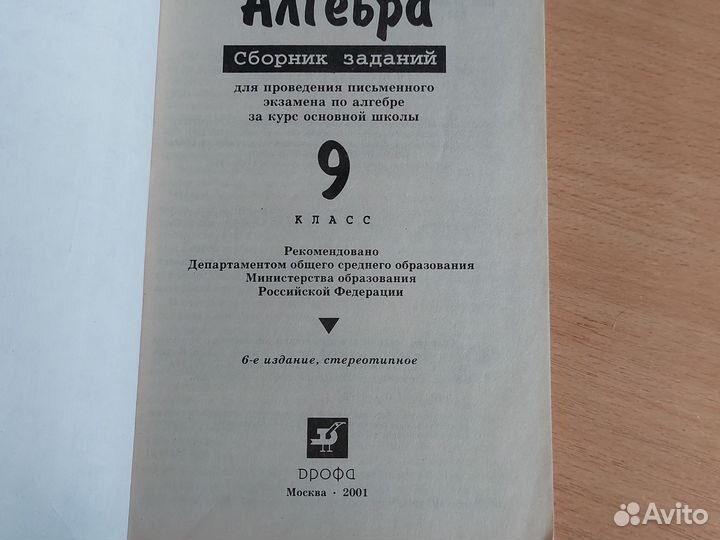 Алгебра
Сборник заданий
для проведения письменного
экзамена по алгебре
за курс основной школы
9
КЛАСС
Рекомендовано
Департаментом общего среднего образования
Министерства образования
Российской Федерации
6-е издание, стереотипное
Дрофа
Москва · 2001
Avito